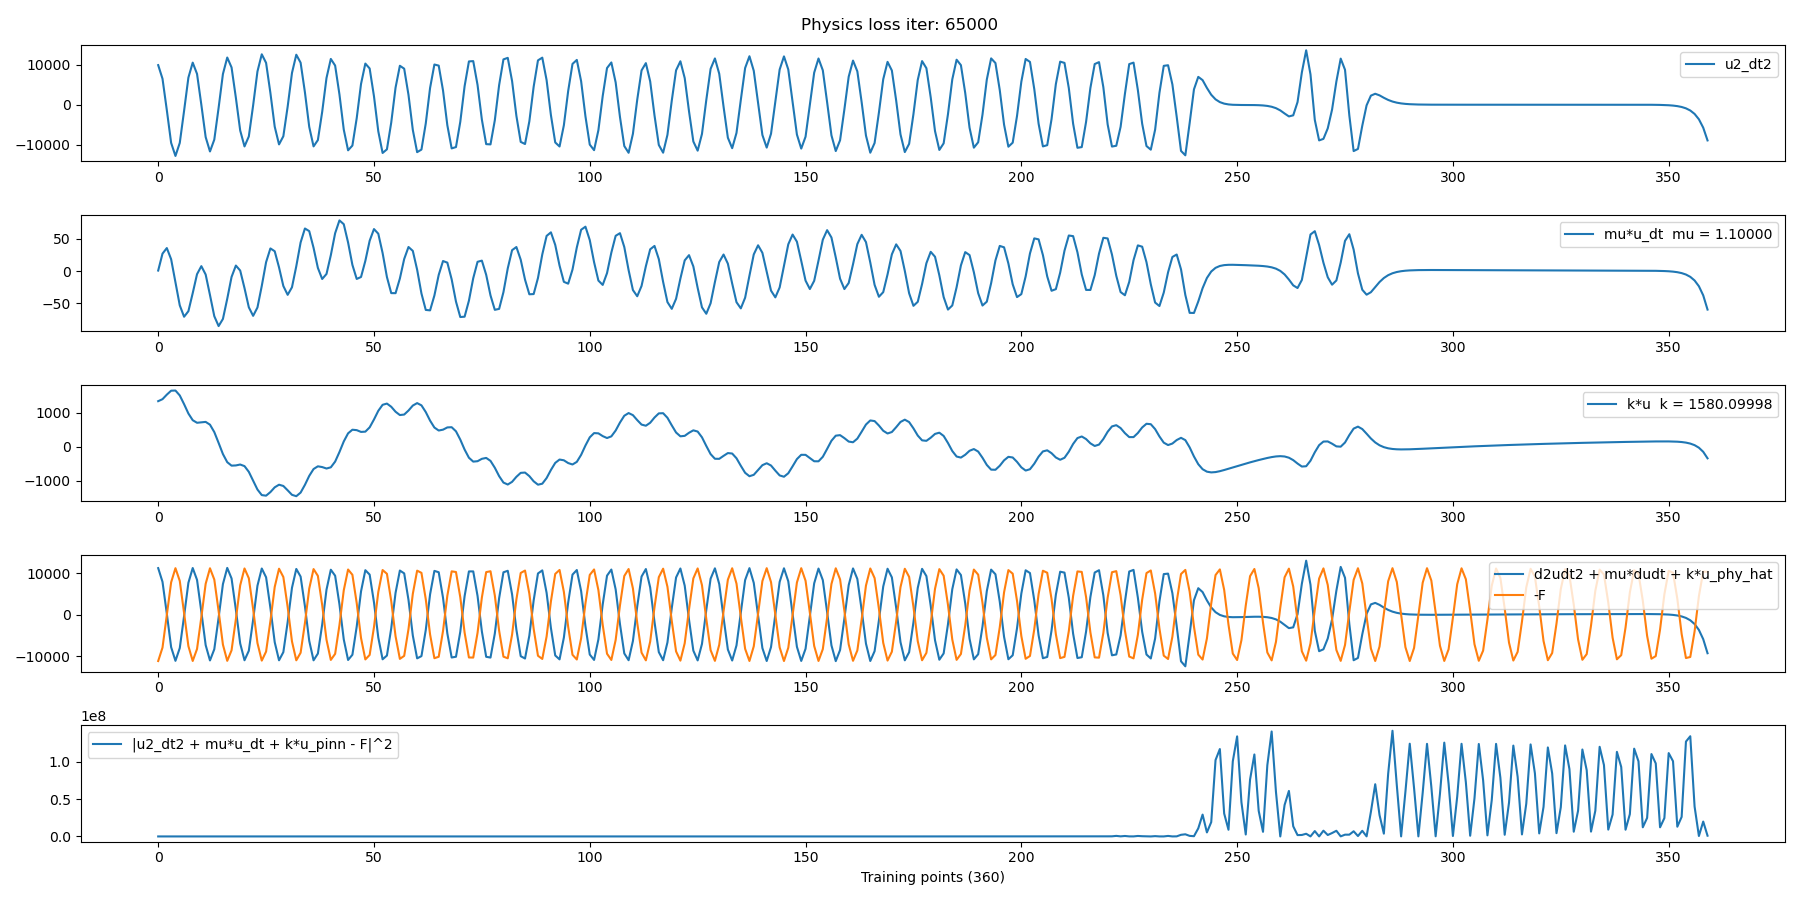 Physics loss iter: 65000
10000
0
−10000
u2_dt2
0 50 100 150 200 250 300 350
50
0
−50
mu*u_dt  mu = 1.10000
0 50 100 150 200 250 300 350
1000
0
−1000
k*u  k = 1580.09998
0 50 100 150 200 250 300 350
10000
0
−10000
d2udt2 + mu*dudt + k*u_phy_hat
-F
0 50 100 150 200 250 300 350
1e8
1.0
0.5
0.0
|u2_dt2 + mu*u_dt + k*u_pinn - F|^2
0 50 100 150 200 250 300 350
Training points (360)